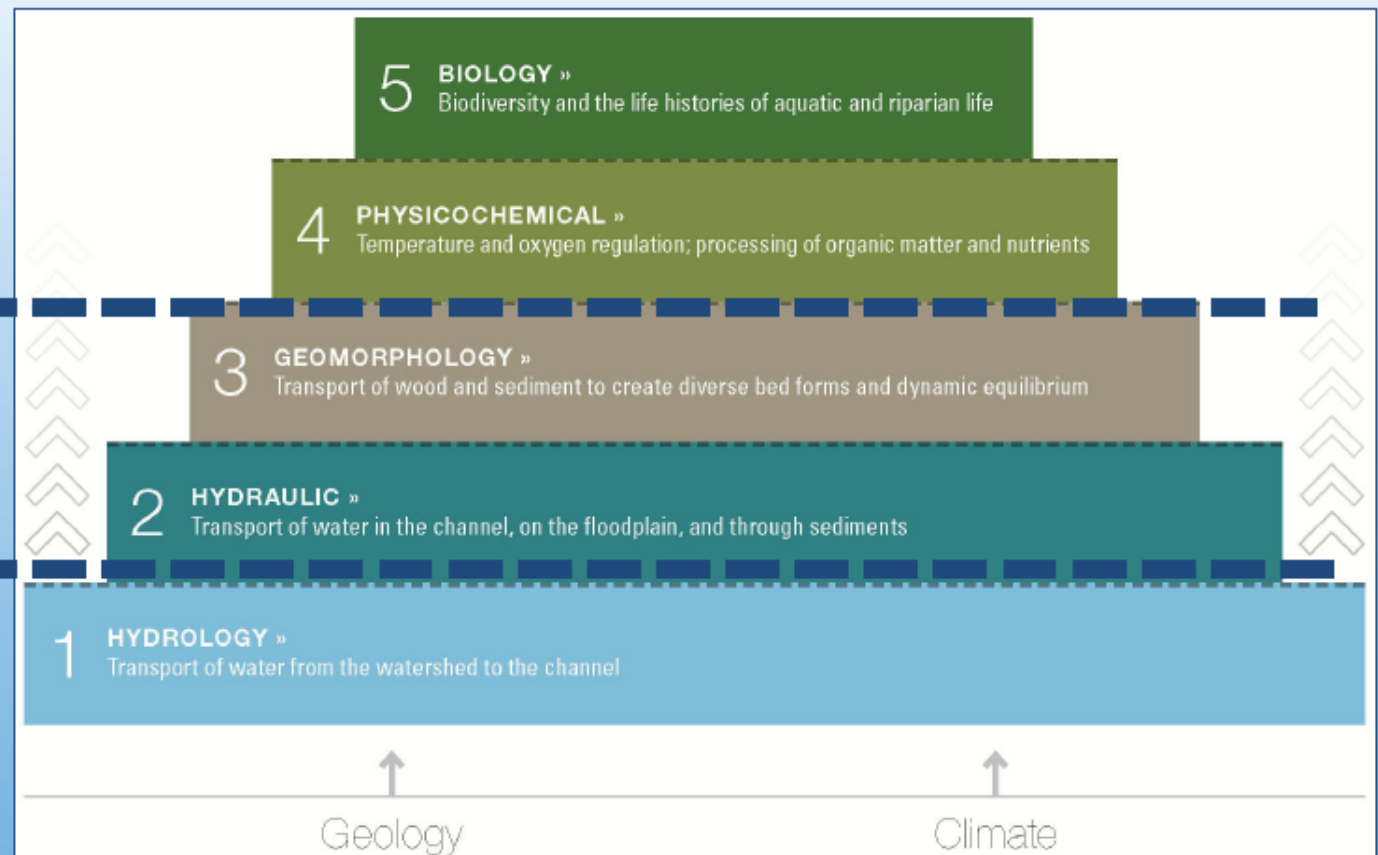 5 BIOLOGY »
Biodiversity and the life histories of aquatic and riparian life
4 PHYSICOCHEMICAL »
Temperature and oxygen regulation; processing of organic matter and nutrients
3 GEOMORPHOLOGY »
Transport of wood and sediment to create diverse bed forms and dynamic equilibrium
2 HYDRAULIC »
Transport of water in the channel, on the floodplain, and through sediments
1 HYDROLOGY »
Transport of water from the watershed to the channel
Geology Climate